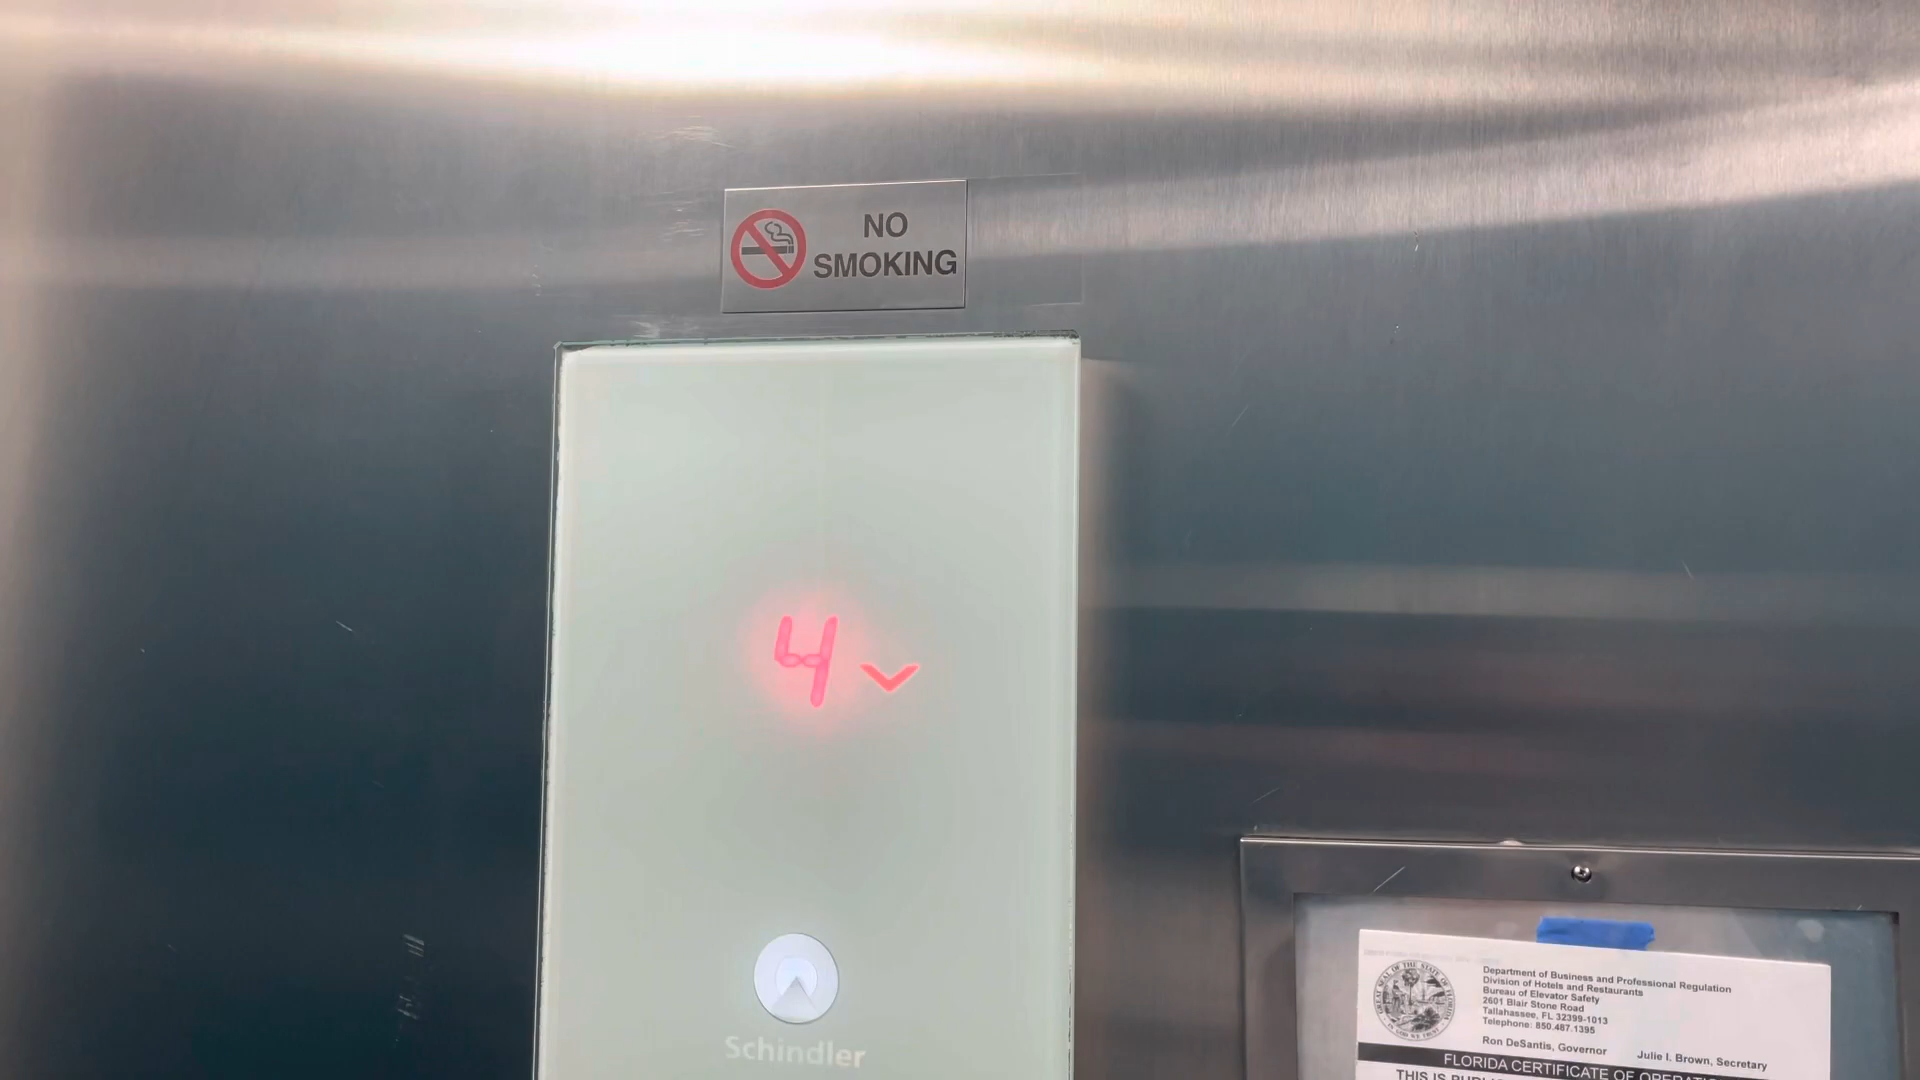 NO
SMOKING
4
Schindler
Department of Business and Professional Regulation
Division of Hotels and Restaurants
Bureau of Elevator Safety
2601 Blair Stone Road
Tallahassee, FL 32399-1013
Telephone: 850.487.1395
Ron DeSantis, Governor Julie I. Brown, Secretary
FLORIDA CERTIFICATE OF
THIS IS